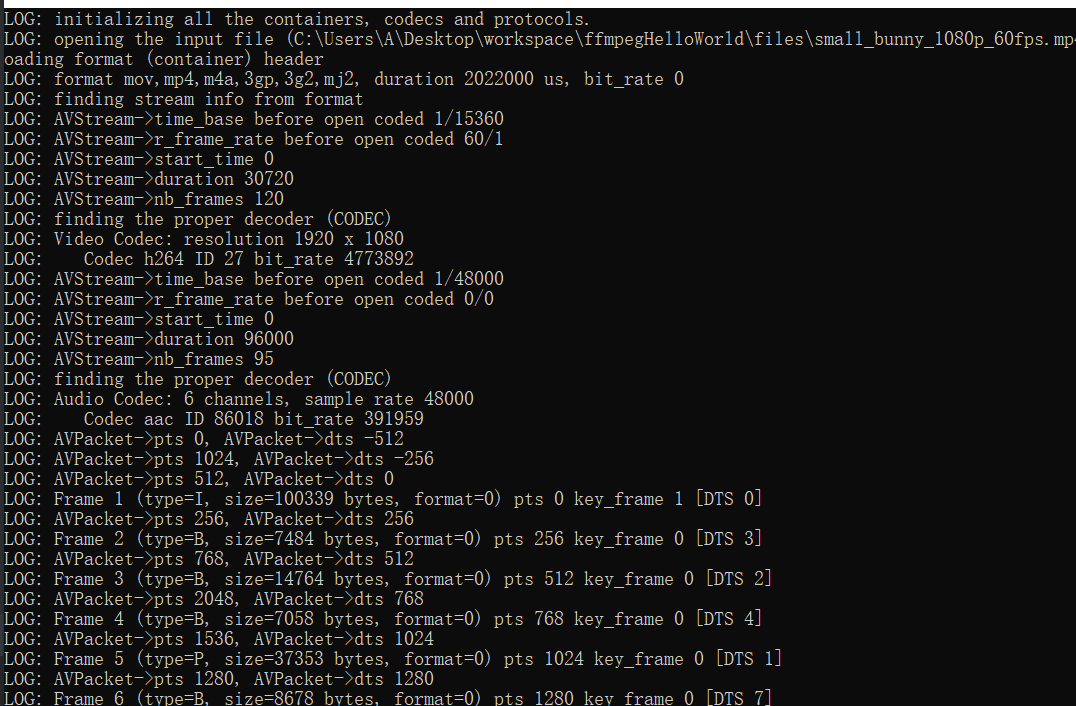 LOG: initializing all the containers, codecs and protocols.
LOG: opening the input file (C:\Users\A\Desktop\workspace\ffmpegHelloWorld\files\small_bunny_1080p_60fps.mp
oading format (container) header
LOG: format mov,mp4,m4a,3gp,3g2,mj2, duration 2022000 us, bit_rate 0
LOG: finding stream info from format
LOG: AVStream->time_base before open coded 1/15360
LOG: AVStream->r_frame_rate before open coded 60/1
LOG: AVStream->start_time 0
LOG: AVStream->duration 30720
LOG: AVStream->nb_frames 120
LOG: finding the proper decoder (CODEC)
LOG: Video Codec: resolution 1920 x 1080
LOG:    Codec h264 ID 27 bit_rate 4773892
LOG: AVStream->time_base before open coded 1/48000
LOG: AVStream->r_frame_rate before open coded 0/0
LOG: AVStream->start_time 0
LOG: AVStream->duration 96000
LOG: AVStream->nb_frames 95
LOG: finding the proper decoder (CODEC)
LOG: Audio Codec: 6 channels, sample rate 48000
LOG:    Codec aac ID 86018 bit_rate 391959
LOG: AVPacket->pts 0, AVPacket->dts -512
LOG: AVPacket->pts 1024, AVPacket->dts -256
LOG: AVPacket->pts 512, AVPacket->dts 0
LOG: Frame 1 (type=I, size=100339 bytes, format=0) pts 0 key_frame 1 [DTS 0]
LOG: AVPacket->pts 256, AVPacket->dts 256
LOG: Frame 2 (type=B, size=7484 bytes, format=0) pts 256 key_frame 0 [DTS 3]
LOG: AVPacket->pts 768, AVPacket->dts 512
LOG: Frame 3 (type=B, size=14764 bytes, format=0) pts 512 key_frame 0 [DTS 2]
LOG: AVPacket->pts 2048, AVPacket->dts 768
LOG: Frame 4 (type=B, size=7058 bytes, format=0) pts 768 key_frame 0 [DTS 4]
LOG: AVPacket->pts 1536, AVPacket->dts 1024
LOG: Frame 5 (type=P, size=37353 bytes, format=0) pts 1024 key_frame 0 [DTS 1]
LOG: AVPacket->pts 1280, AVPacket->dts 1280
LOG: Frame 6 (type=B, size=8678 bytes, format=0) pts 1280 key_frame 0 [DTS 7]